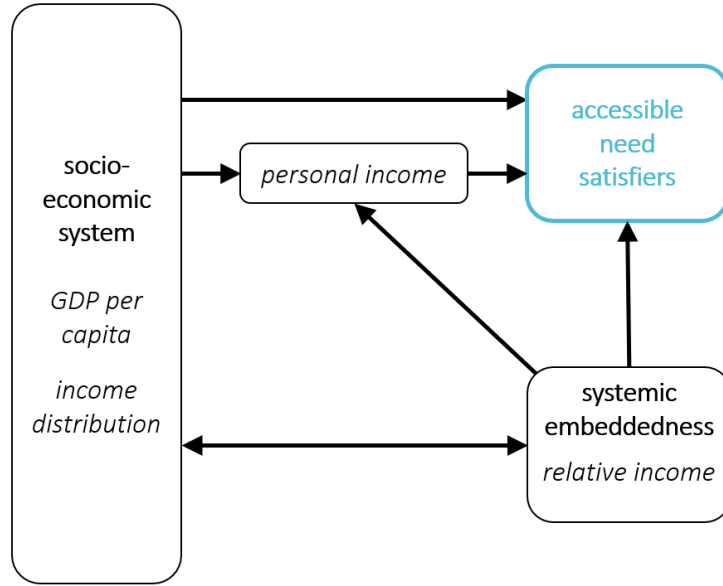 socio-
economic
system
GDP per
capita
income
distribution
personal income
accessible
need
satisfiers
systemic
embeddedness
relative income